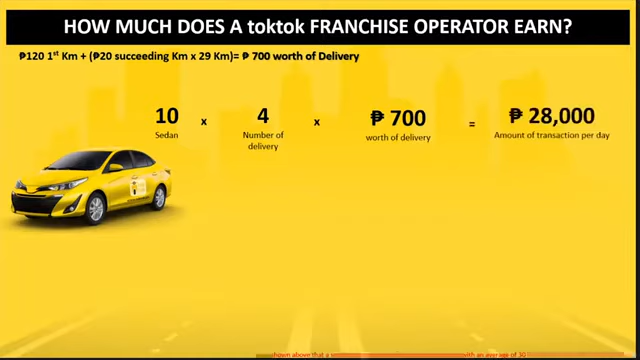 HOW MUCH DOES A toktok FRANCHISE OPERATOR EARN?
₱120 1st Km + (₱20 succeeding Km x 29 Km)= ₱ 700 worth of Delivery
10 x 4 x ₱ 700 = ₱ 28,000
Sedan Number of delivery worth of delivery Amount of transaction per day
shown above that a with an average of 30